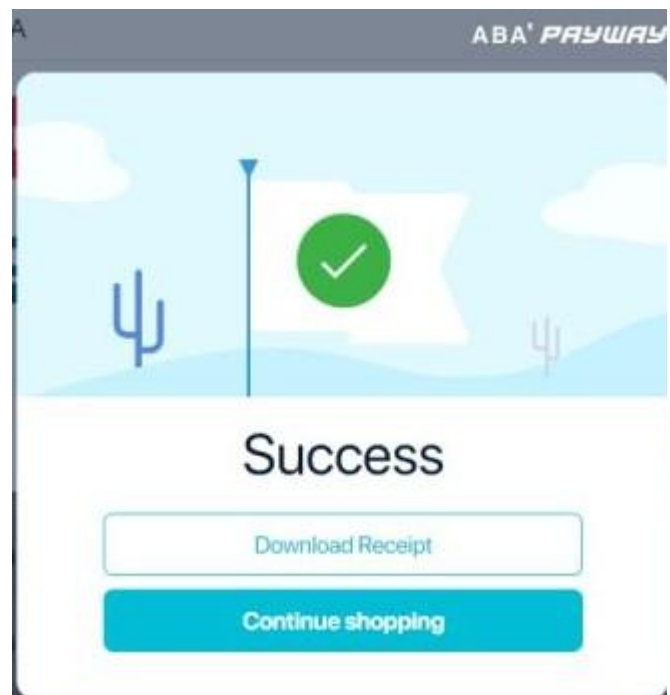 A
ABA' PAYWAY
Success
Download Receipt
Continue shopping